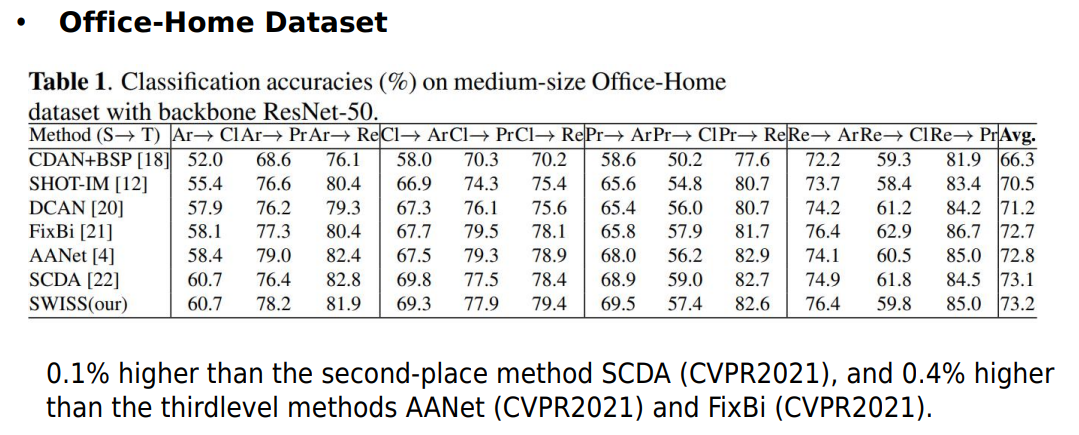 • Office-Home Dataset
Table 1. Classification accuracies (%) on medium-size Office-Home
dataset with backbone ResNet-50.
Method (S→ T) Ar→ Cl Ar→ Pr Ar→ Re Cl→ Ar Cl→ Pr Cl→ Re Pr→ Ar Pr→ Cl Pr→ Re Re→ Ar Re→ Cl Re→ Pr Avg.
CDAN+BSP [18] 52.0 68.6 76.1 58.0 70.3 70.2 58.6 50.2 77.6 72.2 59.3 81.9 66.3
SHOT-IM [12] 55.4 76.6 80.4 66.9 74.3 75.4 65.6 54.8 80.7 73.7 58.4 83.4 70.5
DCAN [20] 57.9 76.2 79.3 67.3 76.1 75.6 65.4 56.0 80.7 74.2 61.2 84.2 71.2
FixBi [21] 58.1 77.3 80.4 67.7 79.5 78.1 65.8 57.9 81.7 76.4 62.9 86.7 72.7
AANet [4] 58.4 79.0 82.4 67.5 79.3 78.9 68.0 56.2 82.9 74.1 60.5 85.0 72.8
SCDA [22] 60.7 76.4 82.8 69.8 77.5 78.4 68.9 59.0 82.7 74.9 61.8 84.5 73.1
SWISS(our) 60.7 78.2 81.9 69.3 77.9 79.4 69.5 57.4 82.6 76.4 59.8 85.0 73.2
0.1% higher than the second-place method SCDA (CVPR2021), and 0.4% higher
than the thirdlevel methods AANet (CVPR2021) and FixBi (CVPR2021).